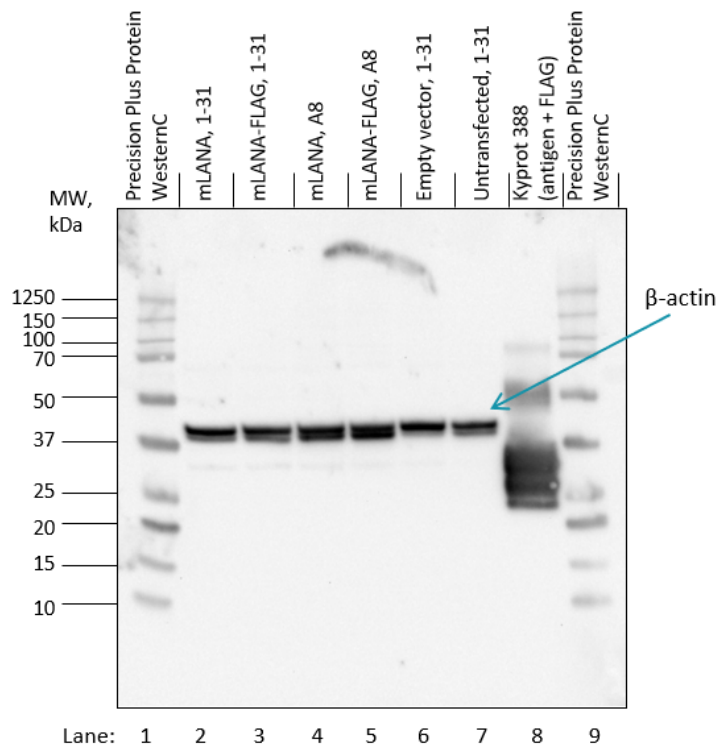 Precision Plus Protein
WesternC
mLANA, 1-31
mLANA-FLAG, 1-31
mLANA, A8
mLANA-FLAG, A8
Empty vector, 1-31
Untransfected, 1-31
Kyprot 388
(antigen + FLAG)
Precision Plus Protein
WesternC
MW,
kDa
β-actin
1250
150
100
70
50
37
25
20
15
10
Lane: 1 2 3 4 5 6 7 8 9